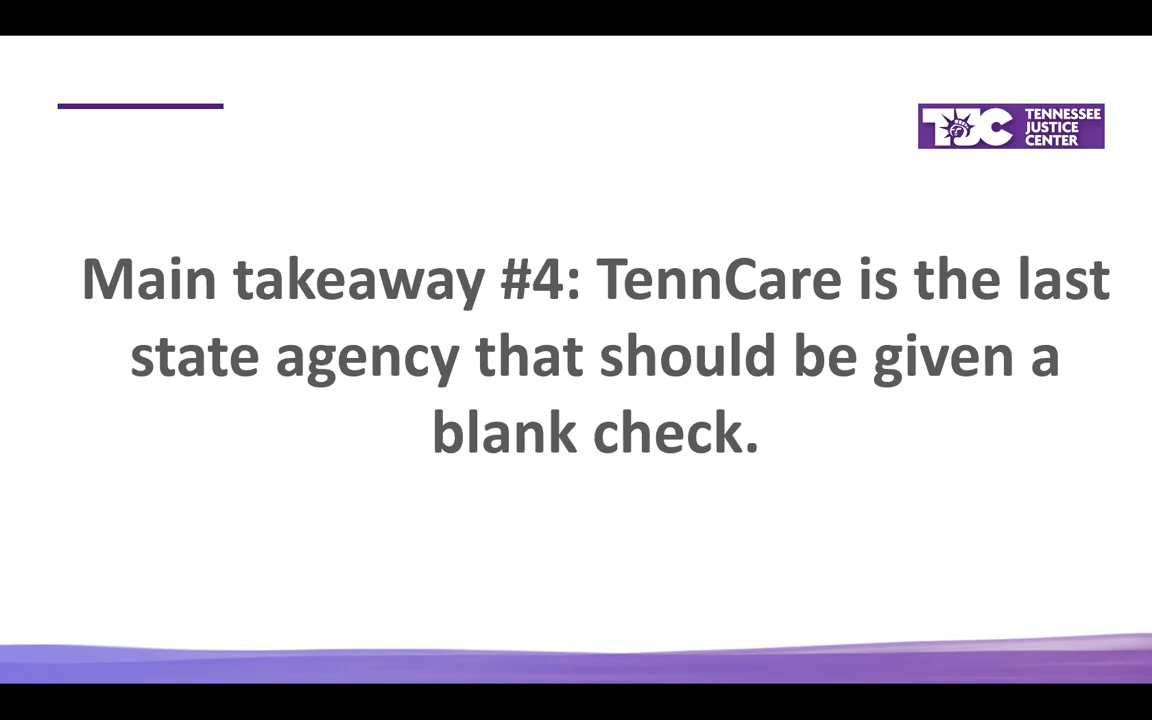 TJC TENNESSEE
JUSTICE
CENTER
Main takeaway #4: TennCare is the last
state agency that should be given a
blank check.